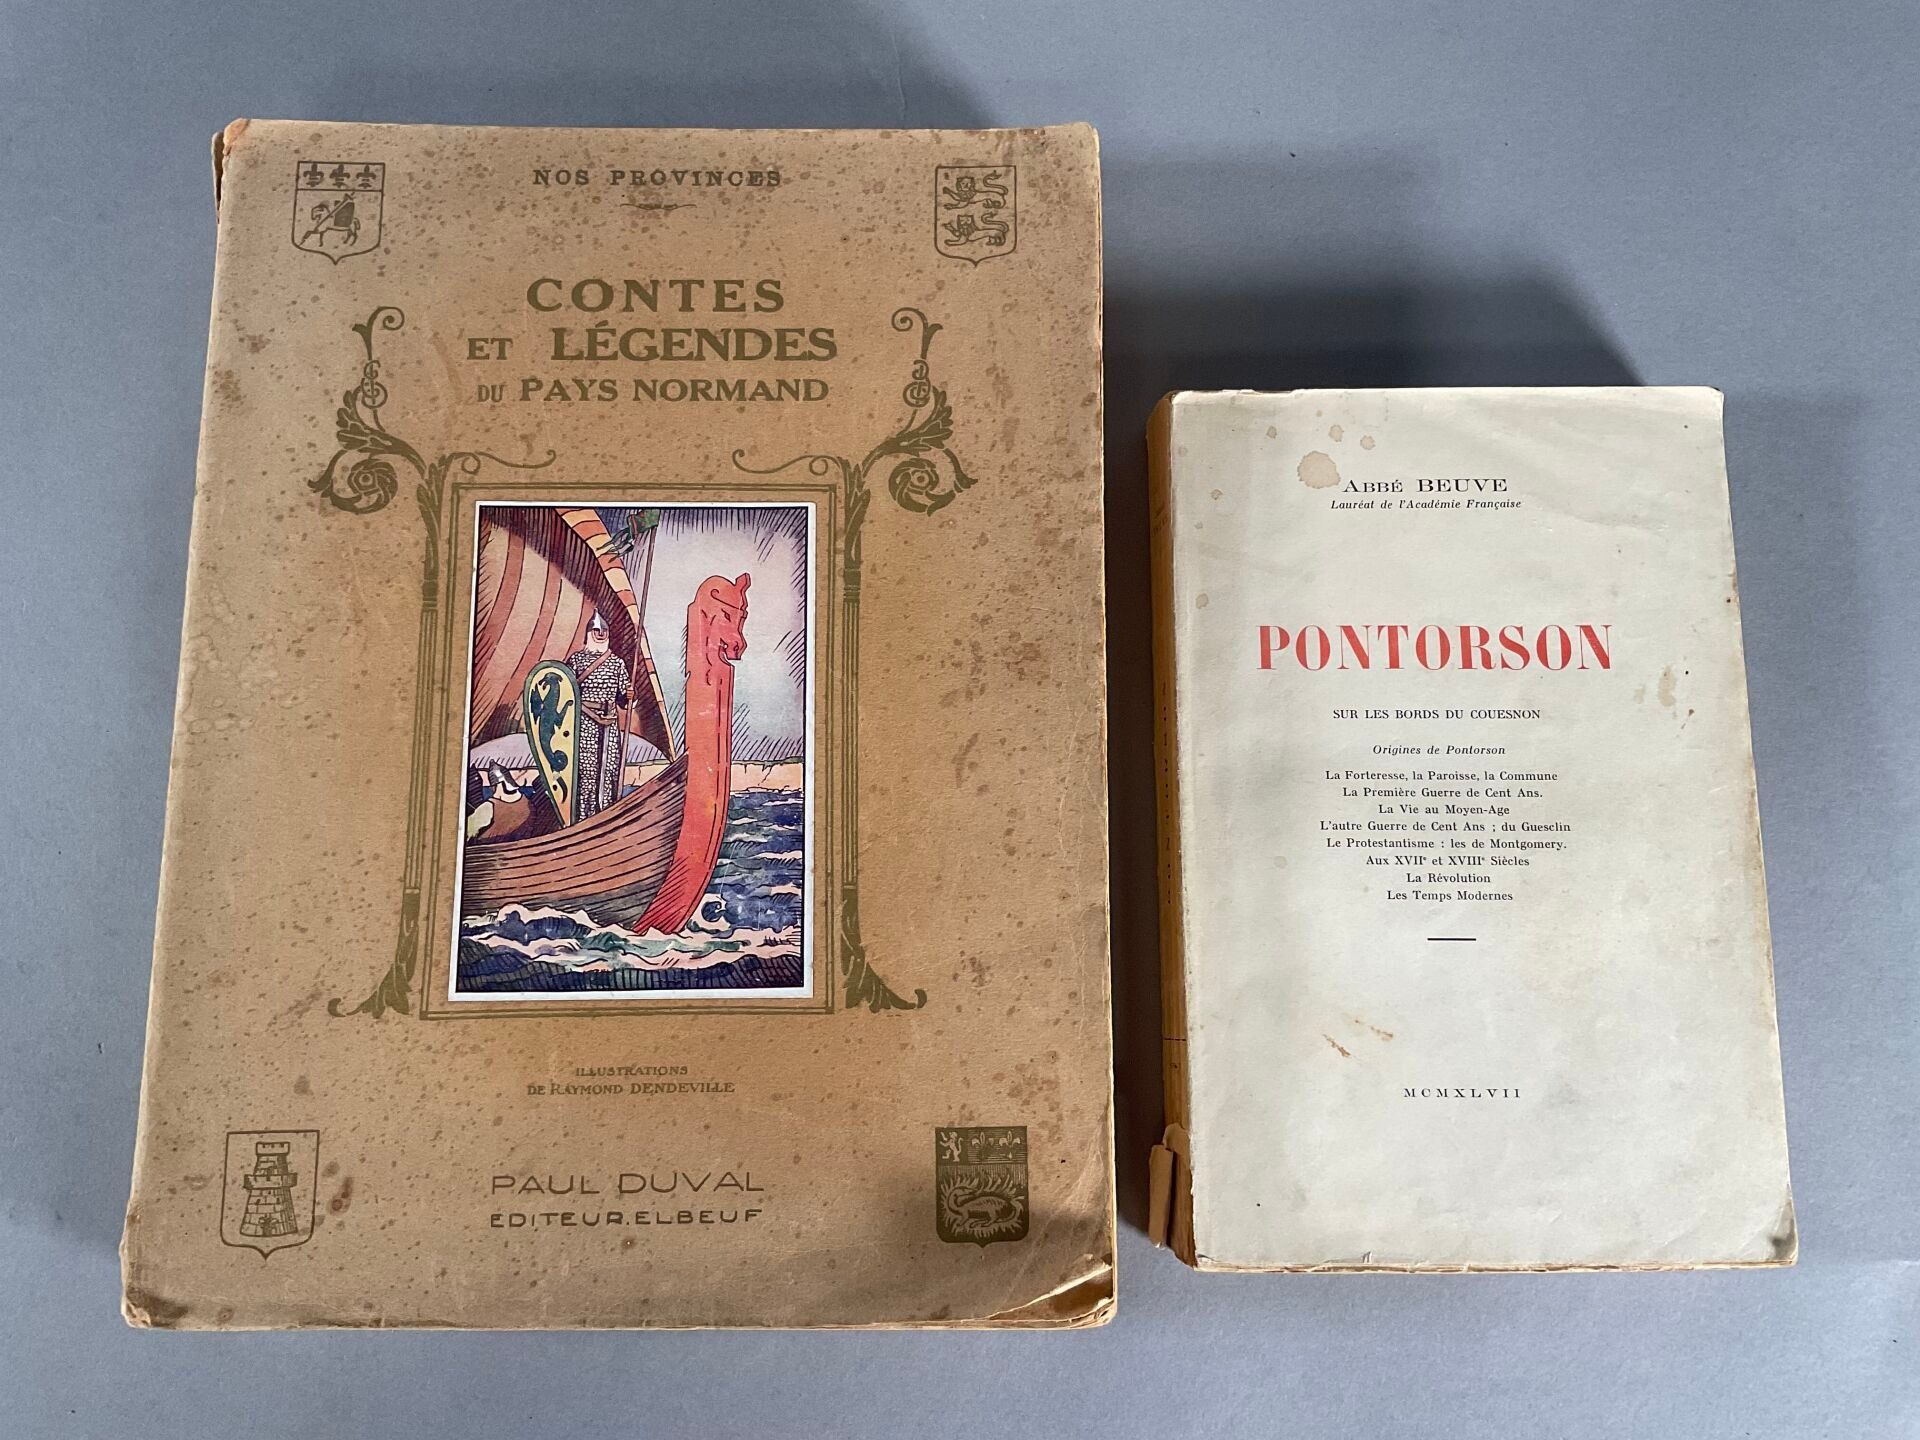 NOS PROVINCES
CONTES
ET LÉGENDES
DU PAYS NORMAND
ILLUSTRATIONS
DE RAYMOND DENDEVILLE
PAUL DUVAL
EDITEUR. ELBEUF
ABBÉ BEUVE
Lauréat de l'Académie Française
PONTORSON
SUR LES BORDS DU COUESNON
Origines de Pontorson
La Forteresse, la Paroisse, la Commune
La Première Guerre de Cent Ans.
La Vie au Moyen-Age
L'autre Guerre de Cent Ans ; du Guesclin
Le Protestantisme : les de Montgomery.
Aux XVIIe et XVIIIe Siècles
La Révolution
Les Temps Modernes
MCMXLVII